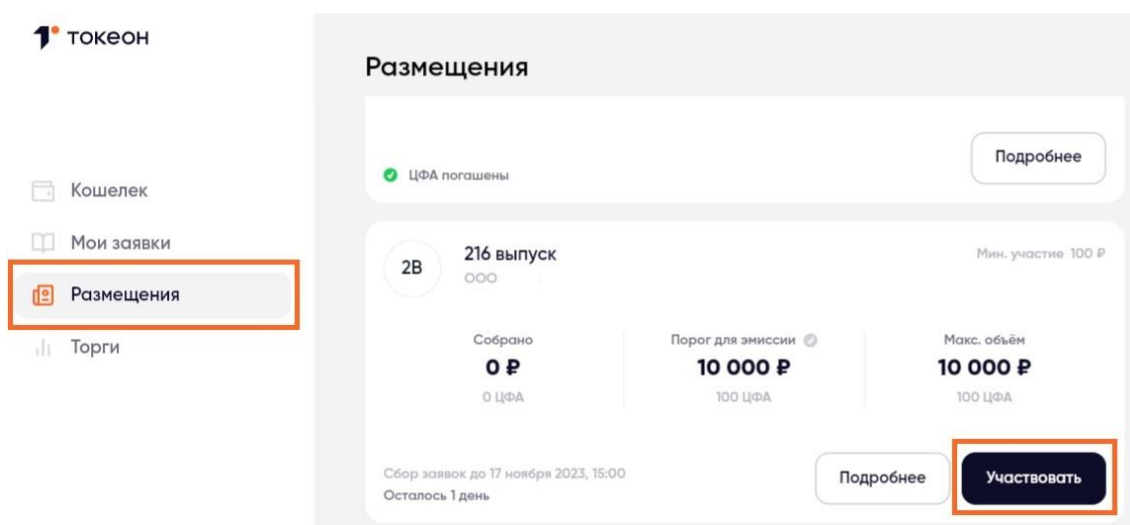 токеон
Кошелек
Мои заявки
Размещения
Торги
Размещения
ЦФА погашены
Подробнее
2В
216 выпуск
ООО
Мин. участие 100 ₽
Собрано
0 ₽
0 ЦФА
Порог для эмиссии
10 000 ₽
100 ЦФА
Макс. объём
10 000 ₽
100 ЦФА
Сбор заявок до 17 ноября 2023, 15:00
Осталось 1 день
Подробнее
Участвовать